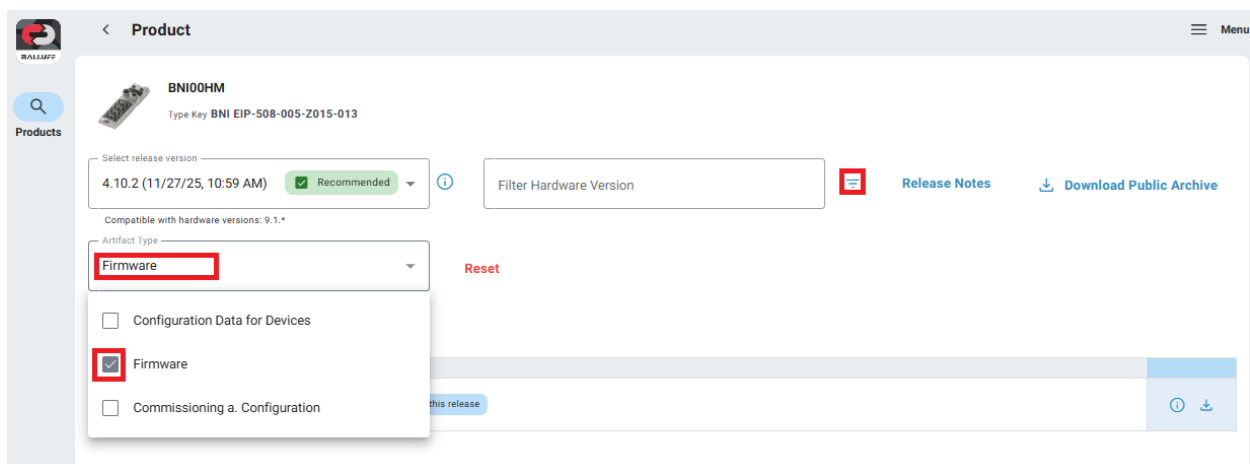 Product
Menu
BALLUFF
Products
BNI00HM
Type Key BNI EIP-508-005-Z015-013
Select release version
4.10.2 (11/27/25, 10:59 AM) Recommended
Filter Hardware Version
Release Notes
Download Public Archive
Compatible with hardware versions: 9.1.*
Artifact Type
Firmware
Reset
Configuration Data for Devices
Firmware
Commissioning a. Configuration
this release